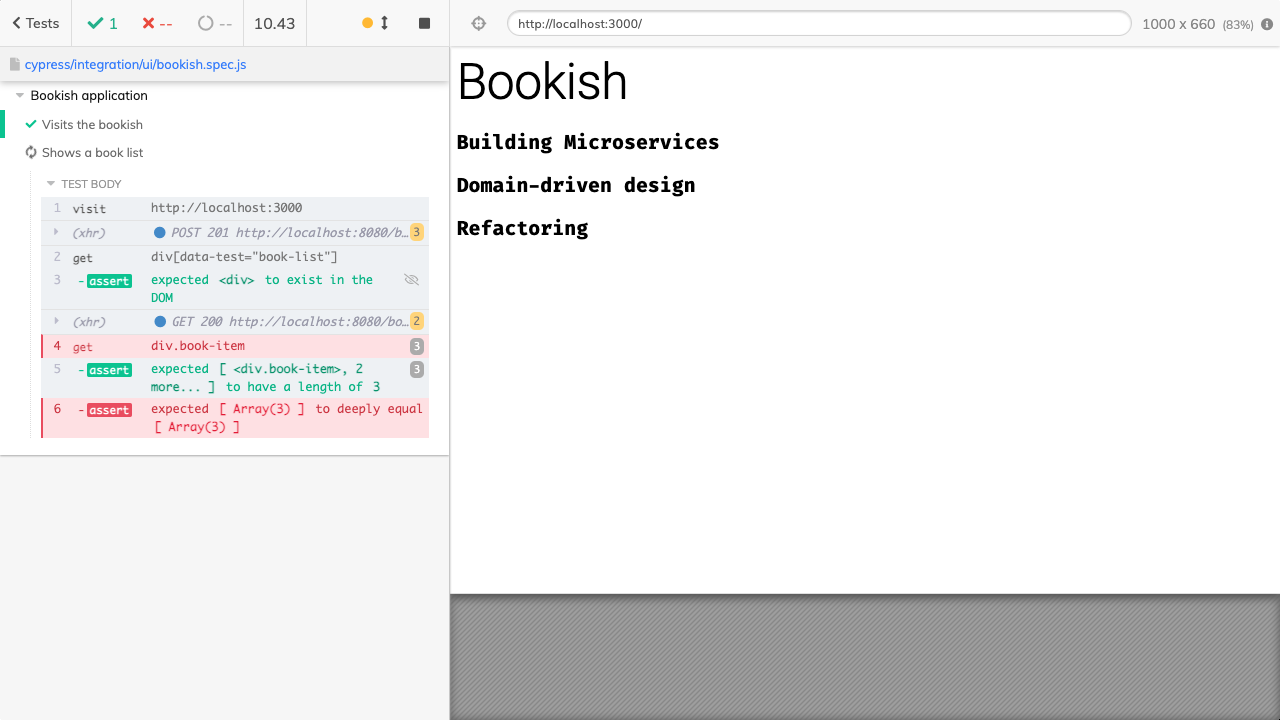 Tests
1
--
--
10.43
http://localhost:3000/
1000 x 660 (83%)
cypress/integration/ui/bookish.spec.js
Bookish application
Visits the bookish
Shows a book list
TEST BODY
1 visit http://localhost:3000
(xhr) POST 201 http://localhost:8080/b… 3
2 get div[data-test="book-list"]
3 -assert expected <div> to exist in the
DOM
(xhr) GET 200 http://localhost:8080/bo… 2
4 get div.book-item 3
5 -assert expected [ <div.book-item>, 2 3
more... ] to have a length of 3
6 -assert expected [ Array(3) ] to deeply equal
[ Array(3) ]
Bookish
Building Microservices
Domain-driven design
Refactoring